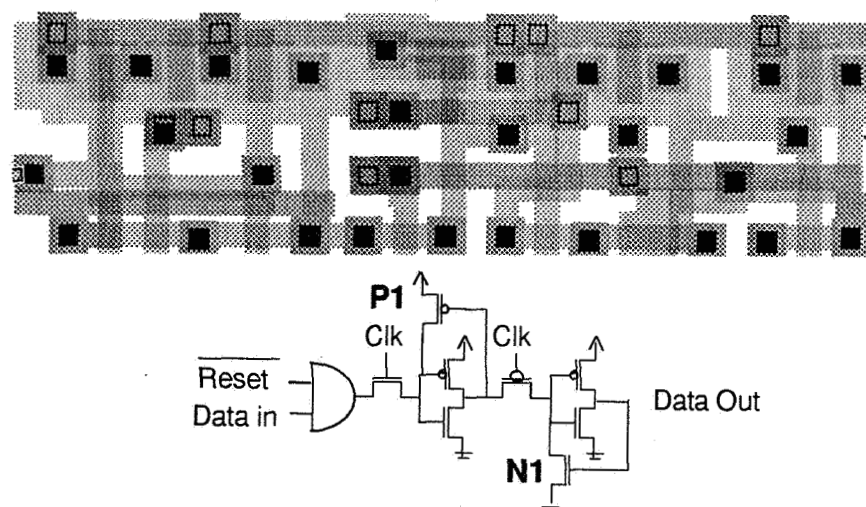 P1
Clk
Clk
Reset
Data in
Data Out
N1